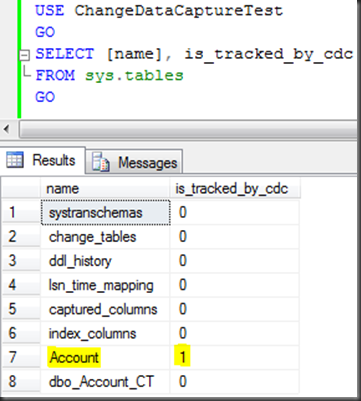 USE ChangeDataCaptureTest
GO
SELECT [name], is_tracked_by_cdc
FROM sys.tables
GO
Results Messages
name is_tracked_by_cdc
1 systranschemas 0
2 change_tables 0
3 ddl_history 0
4 lsn_time_mapping 0
5 captured_columns 0
6 index_columns 0
7 Account 1
8 dbo_Account_CT 0